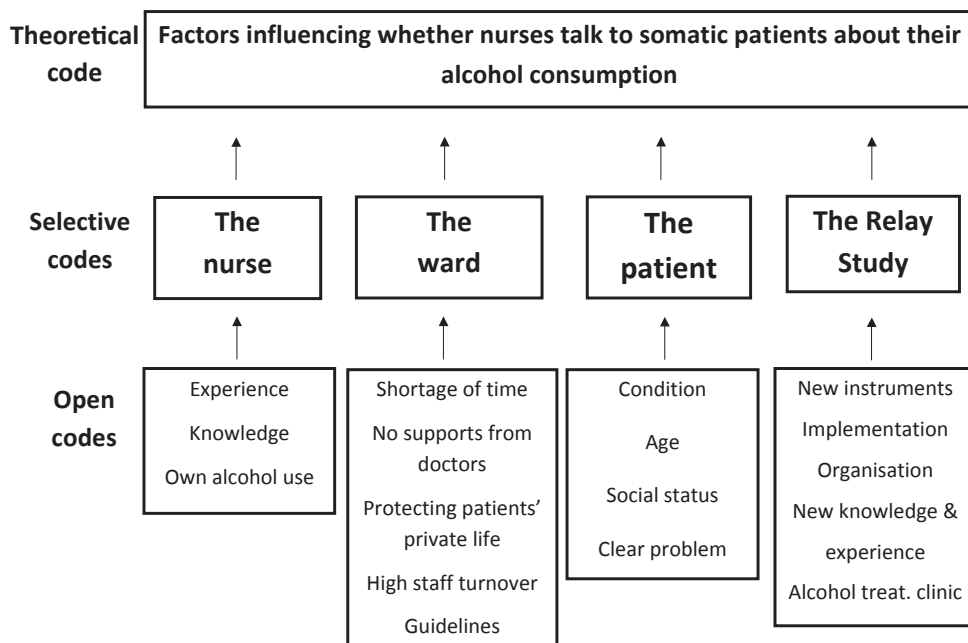 Theoretical
code
Factors influencing whether nurses talk to somatic patients about their
alcohol consumption
Selective
codes
The
nurse
The
ward
The
patient
The Relay
Study
Open
codes
Experience
Knowledge
Own alcohol use
Shortage of time
No supports from
doctors
Protecting patients’
private life
High staff turnover
Guidelines
Condition
Age
Social status
Clear problem
New instruments
Implementation
Organisation
New knowledge &
experience
Alcohol treat. clinic